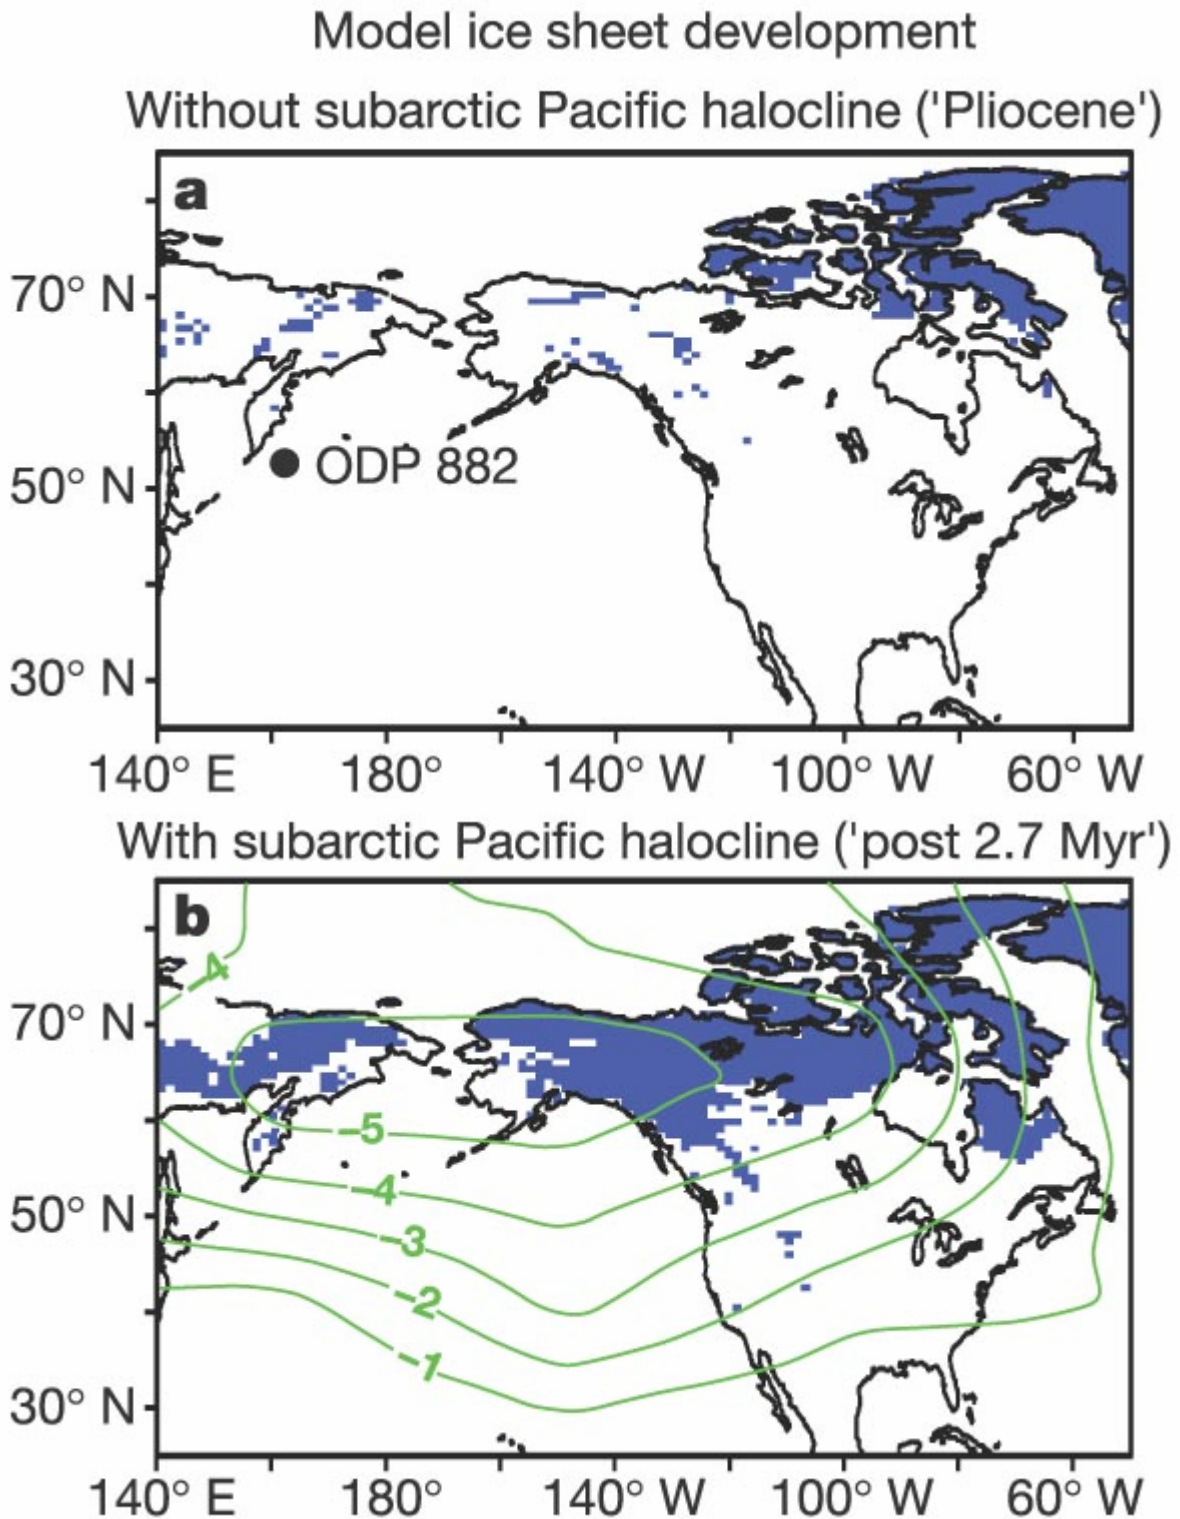 Model ice sheet development
Without subarctic Pacific halocline ('Pliocene')
a
70° N
50° N
30° N
ODP 882
140° E 180° 140° W 100° W 60° W
With subarctic Pacific halocline ('post 2.7 Myr')
b
-4
70° N
-5
-4
50° N
-3
-2
-1
30° N
140° E 180° 140° W 100° W 60° W